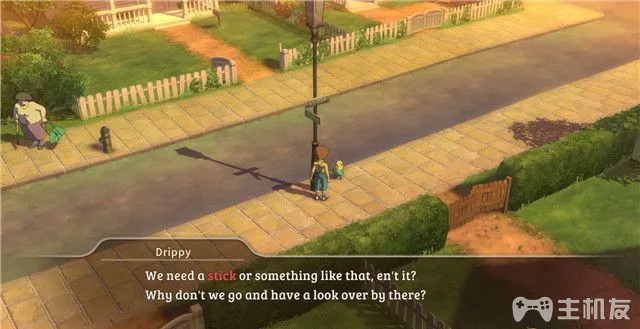 Drippy
We need a stick or something like that, en't it?
Why don't we go and have a look over by there?
主机友